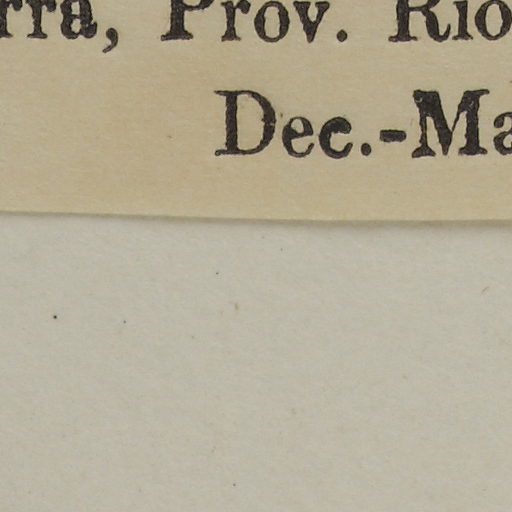 rra, Prov. Rio
Dec.-Ma